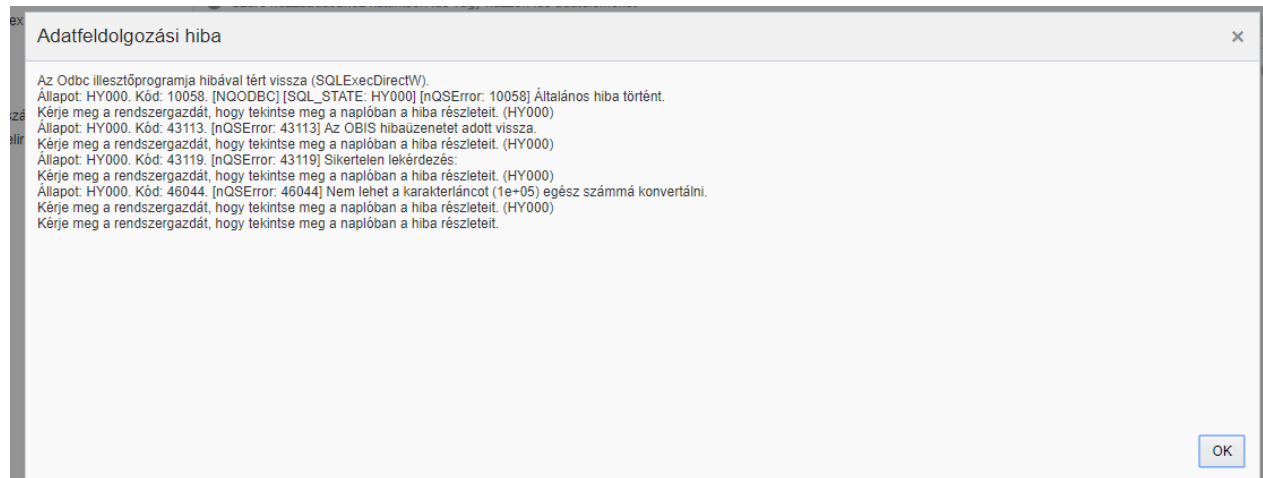 ex
Adatfeldolgozási hiba
×
Az Odbc illesztőprogramja hibával tért vissza (SQLExecDirectW).
Állapot: HY000. Kód: 10058. [NQODBC] [SQL_STATE: HY000] [nQSError: 10058] Általános hiba történt.
Kérje meg a rendszergazdát, hogy tekintse meg a naplóban a hiba részleteit. (HY000)
Állapot: HY000. Kód: 43113. [nQSError: 43113] Az OBIS hibaüzenetet adott vissza.
Kérje meg a rendszergazdát, hogy tekintse meg a naplóban a hiba részleteit. (HY000)
Állapot: HY000. Kód: 43119. [nQSError: 43119] Sikertelen lekérdezés:
Kérje meg a rendszergazdát, hogy tekintse meg a naplóban a hiba részleteit. (HY000)
Állapot: HY000. Kód: 46044. [nQSError: 46044] Nem lehet a karakterláncot (1e+05) egész számmá konvertálni.
Kérje meg a rendszergazdát, hogy tekintse meg a naplóban a hiba részleteit. (HY000)
Kérje meg a rendszergazdát, hogy tekintse meg a naplóban a hiba részleteit.
OK